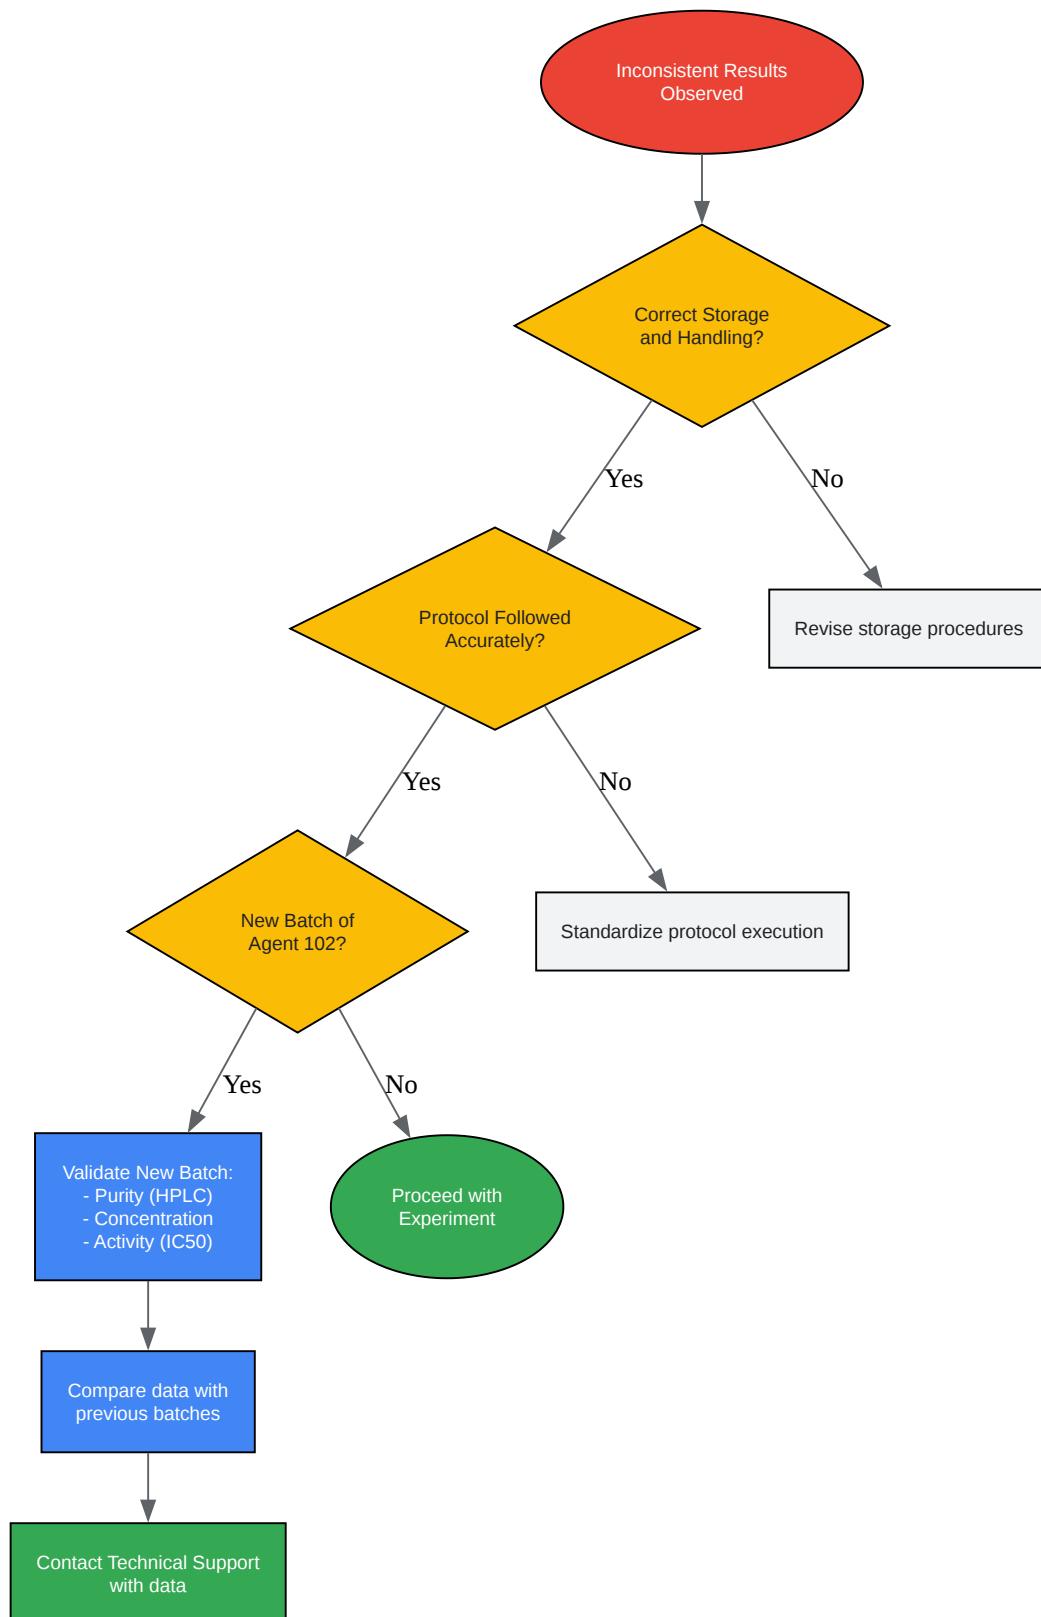 Inconsistent Results
Observed
Correct Storage
and Handling?
Yes
No
Protocol Followed
Accurately?
Revise storage procedures
Yes
No
New Batch of
Agent 102?
Standardize protocol execution
Yes
No
Validate New Batch:
- Purity (HPLC)
- Concentration
- Activity (IC50)
Proceed with
Experiment
Compare data with
previous batches
Contact Technical Support
with data